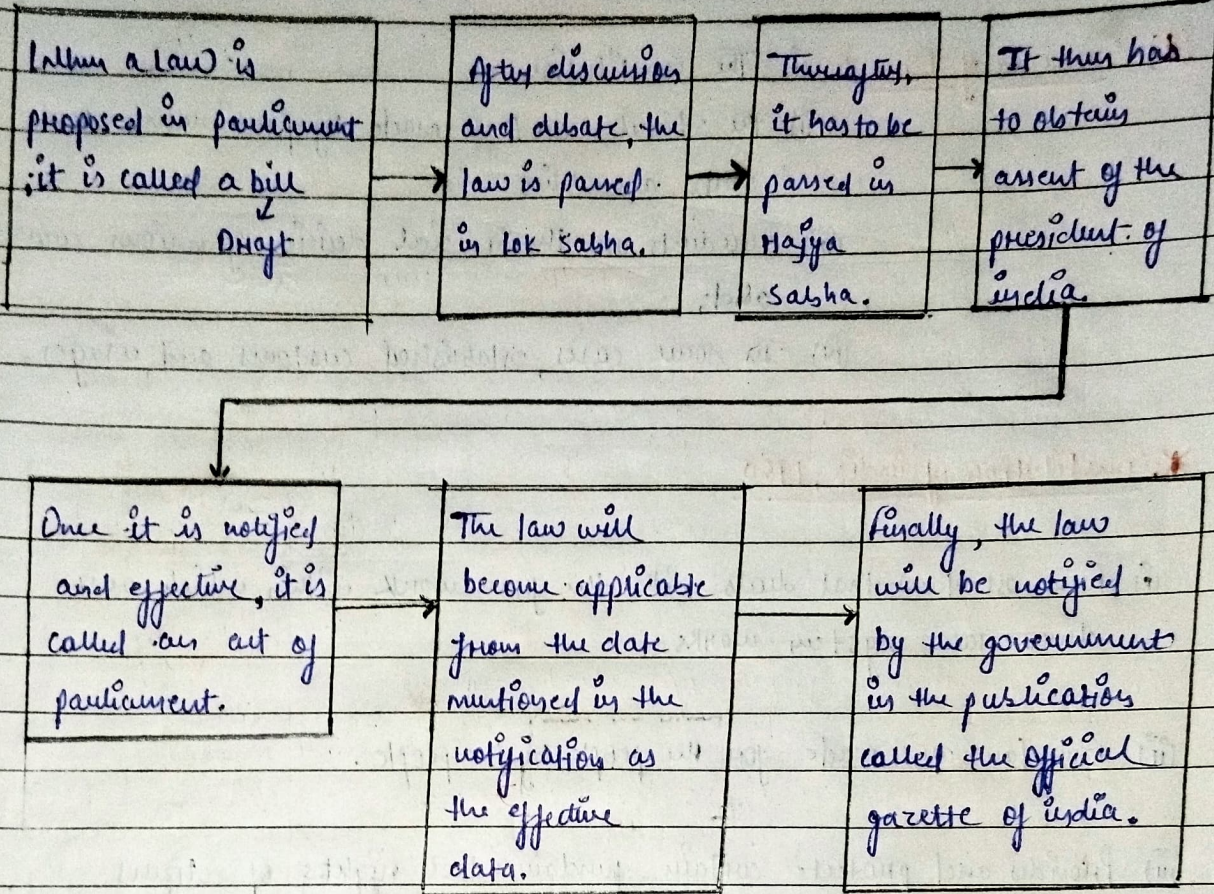 When a law is
proposed in parliament
,it is called a bill
Draft
After discussion
and debate, the
law is passed.
in Lok Sabha.
Thereafter,
it has to be
passed in
Rajya
Sabha.
It then has
to obtain
assent of the
president of
india.
Once it is notified
and effective, it is
called an act of
parliament.
The law will
become applicable
from the date
mentioned in the
notification as
the effective
data.
finally, the law
will be notified
by the government
in the publication
called the official
gazette of india.